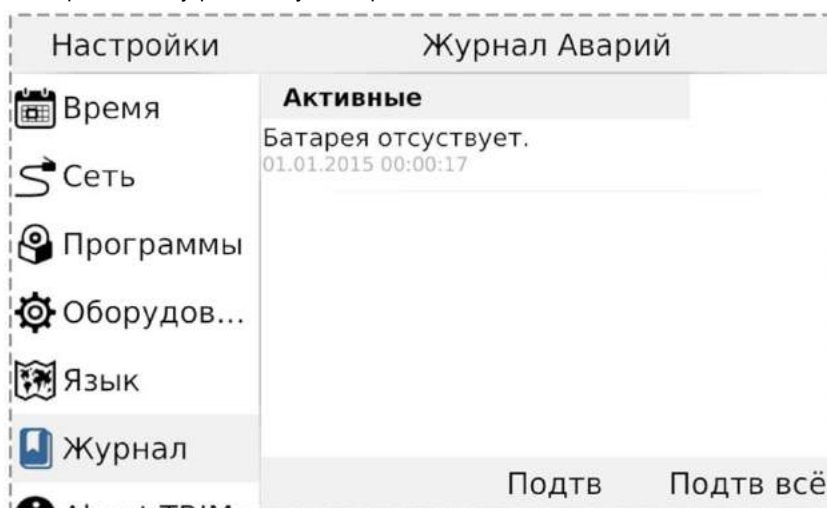 Настройки
Журнал Аварий
Время
Сеть
Программы
Оборудов...
Язык
Журнал
Активные
Батарея отсуствует.
01.01.2015 00:00:17
Подтв
Подтв всё